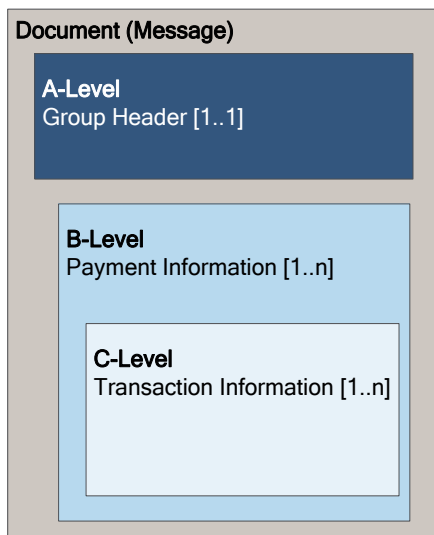 Document (Message)
A-Level
Group Header [1..1]
B-Level
Payment Information [1..n]
C-Level
Transaction Information [1..n]